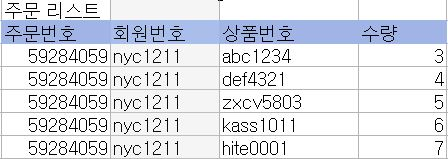 주문 리스트
주문번호 회원번호 상품번호 수량
59284059 nyc1211 abc1234 3
59284059 nyc1211 def4321 4
59284059 nyc1211 zxcv5803 5
59284059 nyc1211 kass1011 6
59284059 nyc1211 hite0001 7